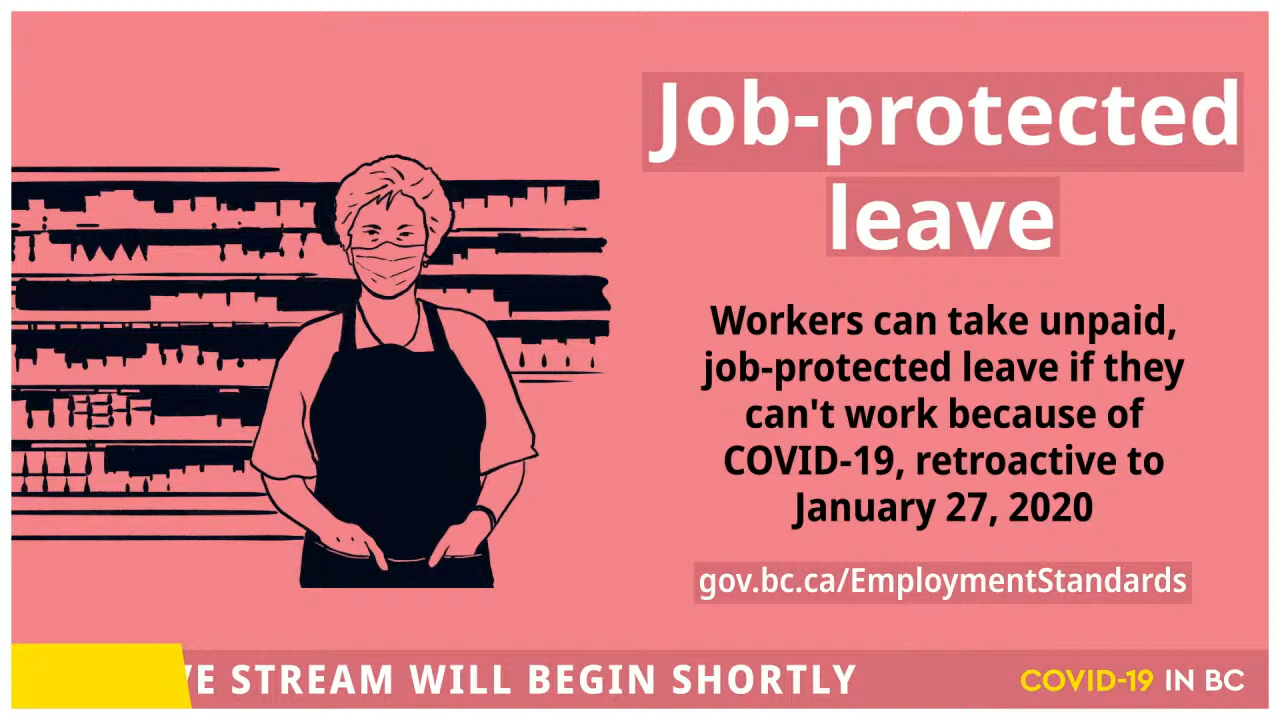 Job-protected
leave
Workers can take unpaid,
job-protected leave if they
can't work because of
COVID-19, retroactive to
January 27, 2020
gov.bc.ca/EmploymentStandards
STREAM WILL BEGIN SHORTLY
COVID-19 IN BC